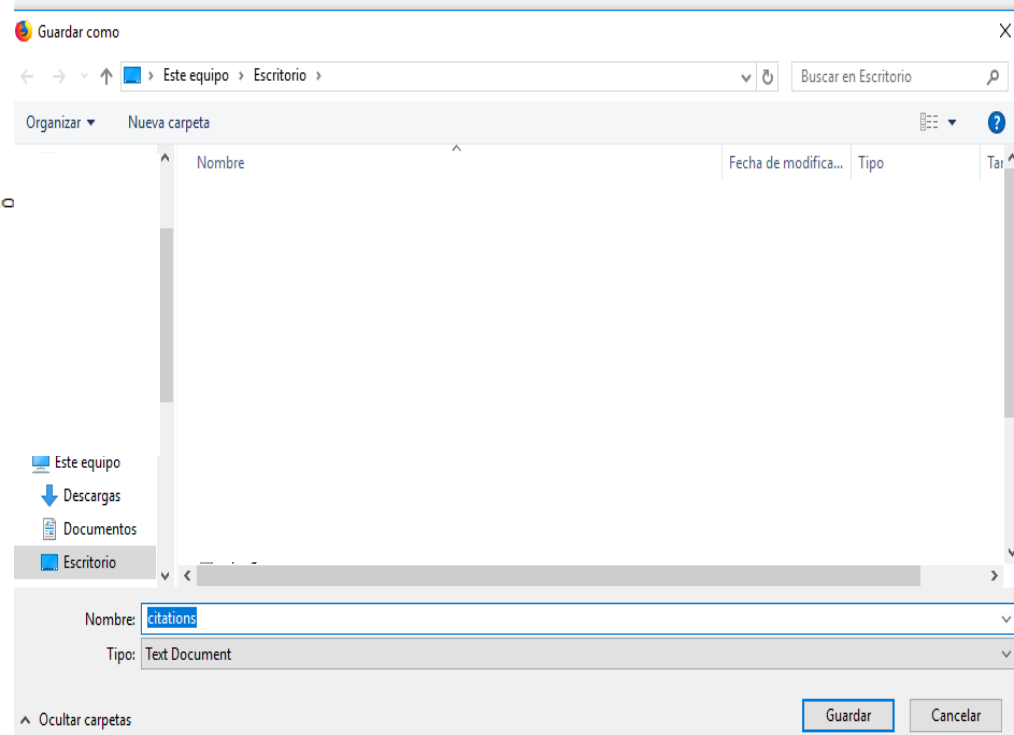 Guardar como
Este equipo > Escritorio >
Buscar en Escritorio
Organizar
Nueva carpeta
Nombre
Fecha de modifica...
Tipo
Este equipo
Descargas
Documentos
Escritorio
Nombre: citations
Tipo: Text Document
Ocultar carpetas
Guardar
Cancelar